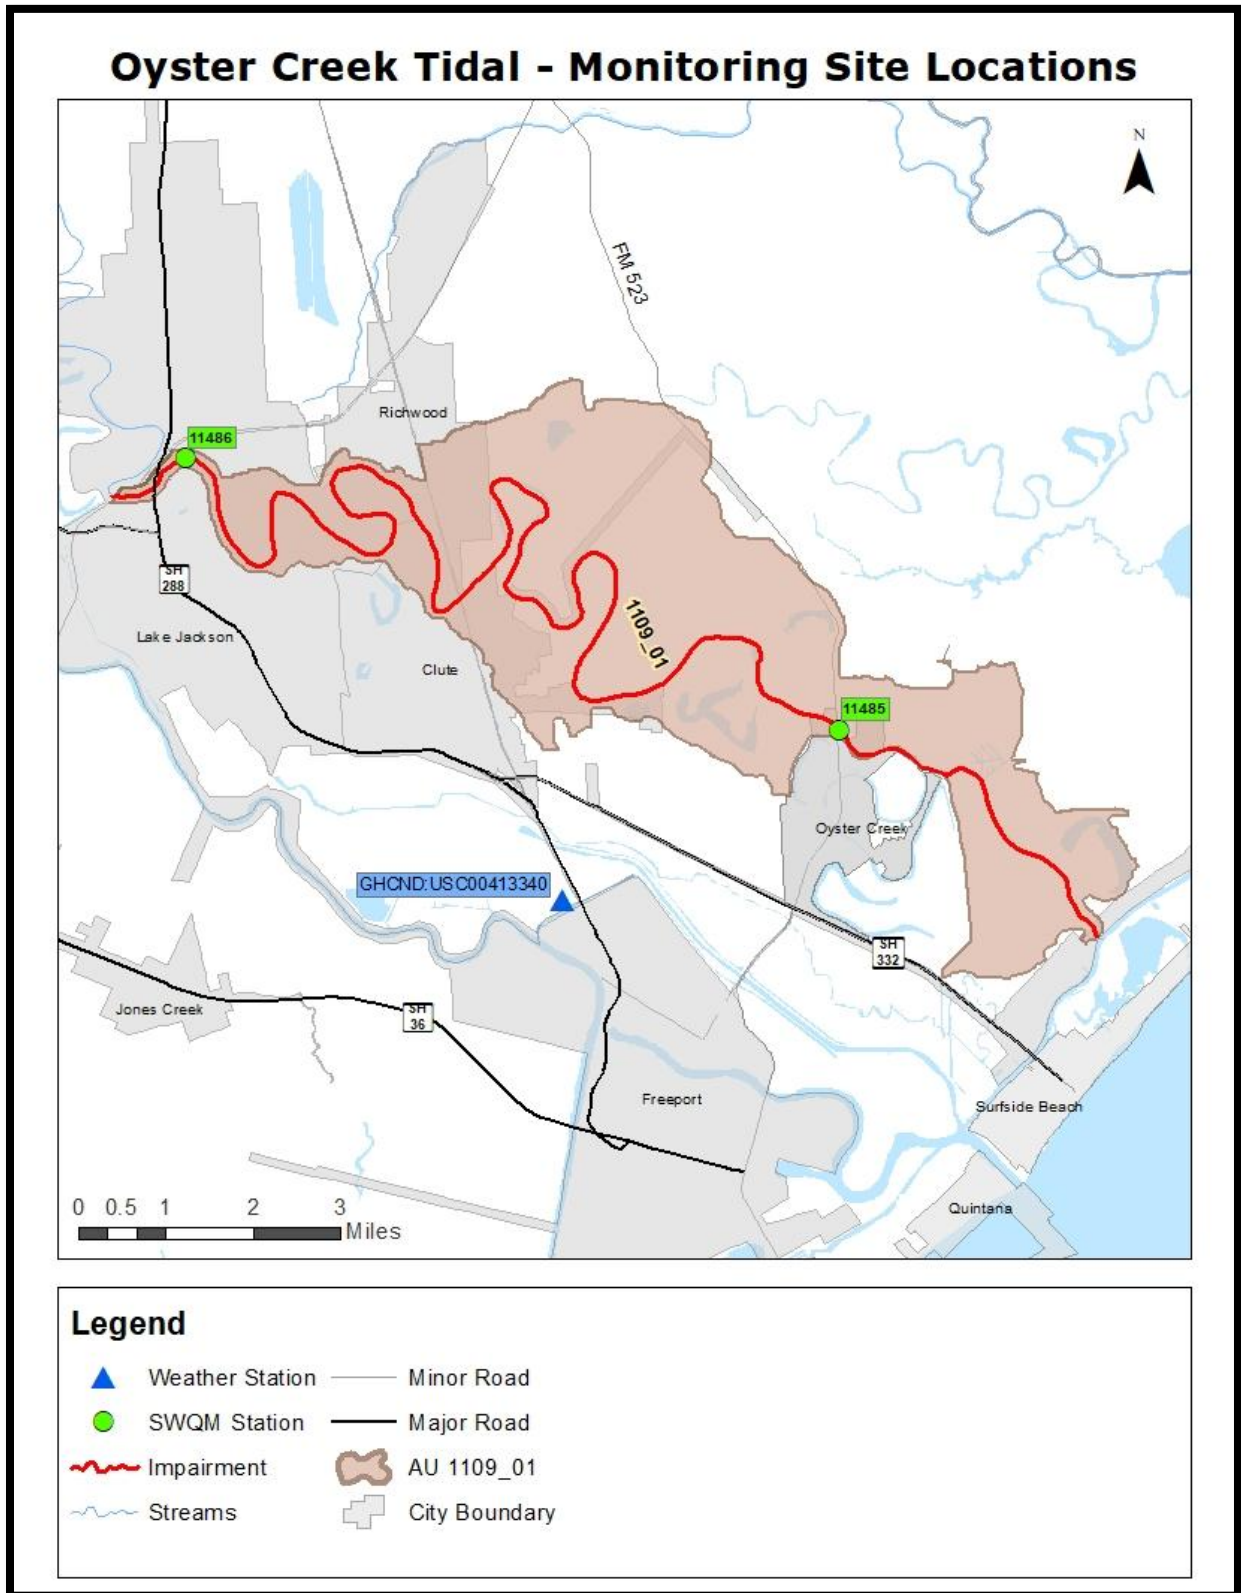 Oyster Creek Tidal - Monitoring Site Locations
N
FM 523
Richwood
11486
SH
288
Lake Jackson
Clute
1109_01
11485
Oyster Creek
GHCND:USC00413340
SH
332
Jones Creek
SH
36
Freeport
Surfside Beach
Quintana
0 0.5 1 2 3
Miles
Legend
Weather Station
Minor Road
SWQM Station
Major Road
Impairment
AU 1109_01
Streams
City Boundary